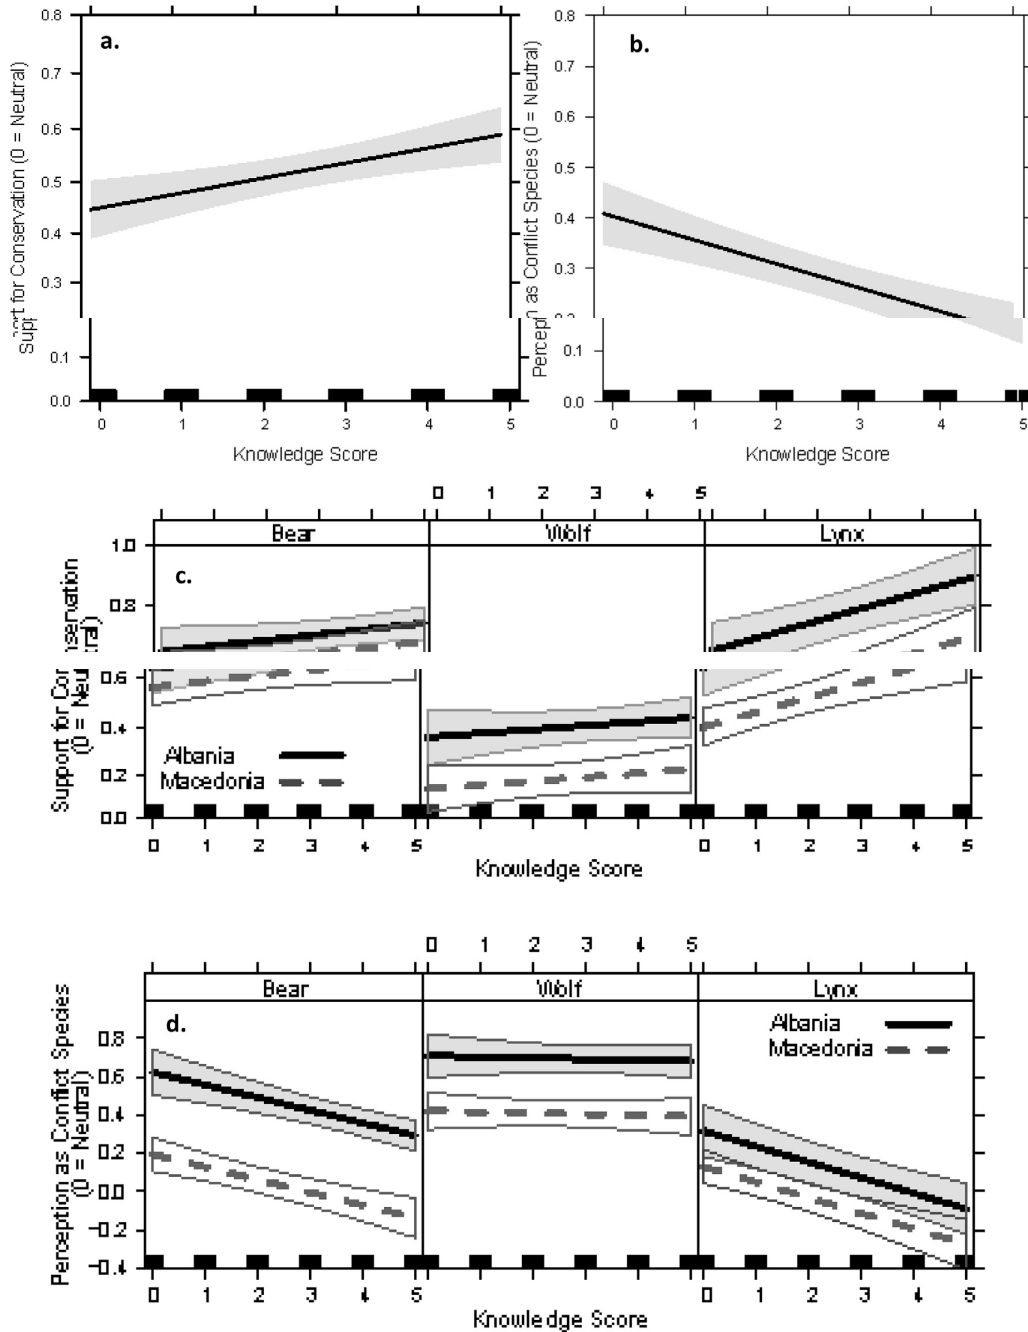 a.
0.8
0.7
0.6
0.5
0.4
0.3
0.1
0.0
for Conservation (0 = Neutral)
0 1 2 3 4 5
Knowledge Score
b.
0.8
0.7
0.6
0.5
0.4
0.3
0.1
0.0
as Conflict Species (0 = Neutral)
0 1 2 3 4 5
Knowledge Score
0 1 2 3 4 5
Bear Wolf Lynx
c.
1.0
0.8
0.6
0.4
0.2
0.0
Support for
(0 =
Albania
Macedonia
0 1 2 3 4 5 0 1 2 3 4 5
Knowledge Score
0 1 2 3 4 5
Bear Wolf Lynx
d.
Albania
Macedonia
0.8
0.6
0.4
0.2
0.0
-0.2
-0.4
Perception as Conflict Species
(0 = Neutral)
0 1 2 3 4 5 0 1 2 3 4 5
Knowledge Score